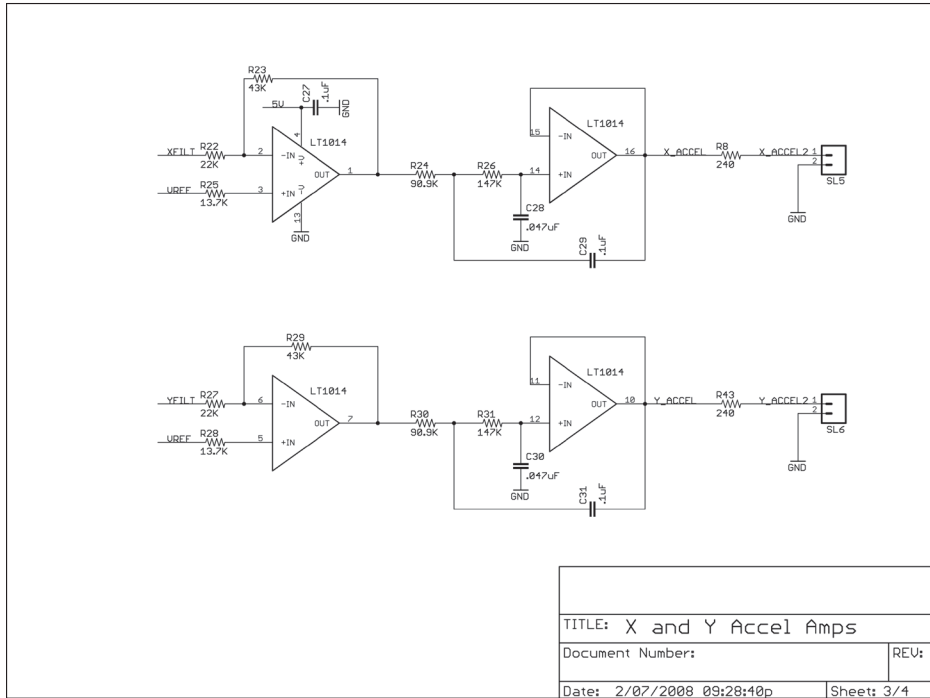 R23
43K
C27
.1uF
5V
GND
4
LT1014
XFILT
R22
22K
2
-IN
+V
OUT
1
VREF
R25
13.7K
3
+IN
-V
13
GND
R24
90.9K
R26
147K
LT1014
15
-IN
OUT
16
14
+IN
C28
.047uF
GND
C29
.1uF
X_ACCEL
R8
240
X_ACCEL2
1
2
SL5
GND
R29
43K
LT1014
YFILT
R27
22K
6
-IN
OUT
7
VREF
R28
13.7K
5
+IN
R30
90.9K
R31
147K
LT1014
11
-IN
OUT
10
12
+IN
C30
.047uF
GND
C31
.1uF
Y_ACCEL
R43
240
Y_ACCEL2
1
2
SL6
GND
TITLE: X and Y Accel Amps
Document Number:
REV:
Date: 2/07/2008 09:28:40p
Sheet: 3/4